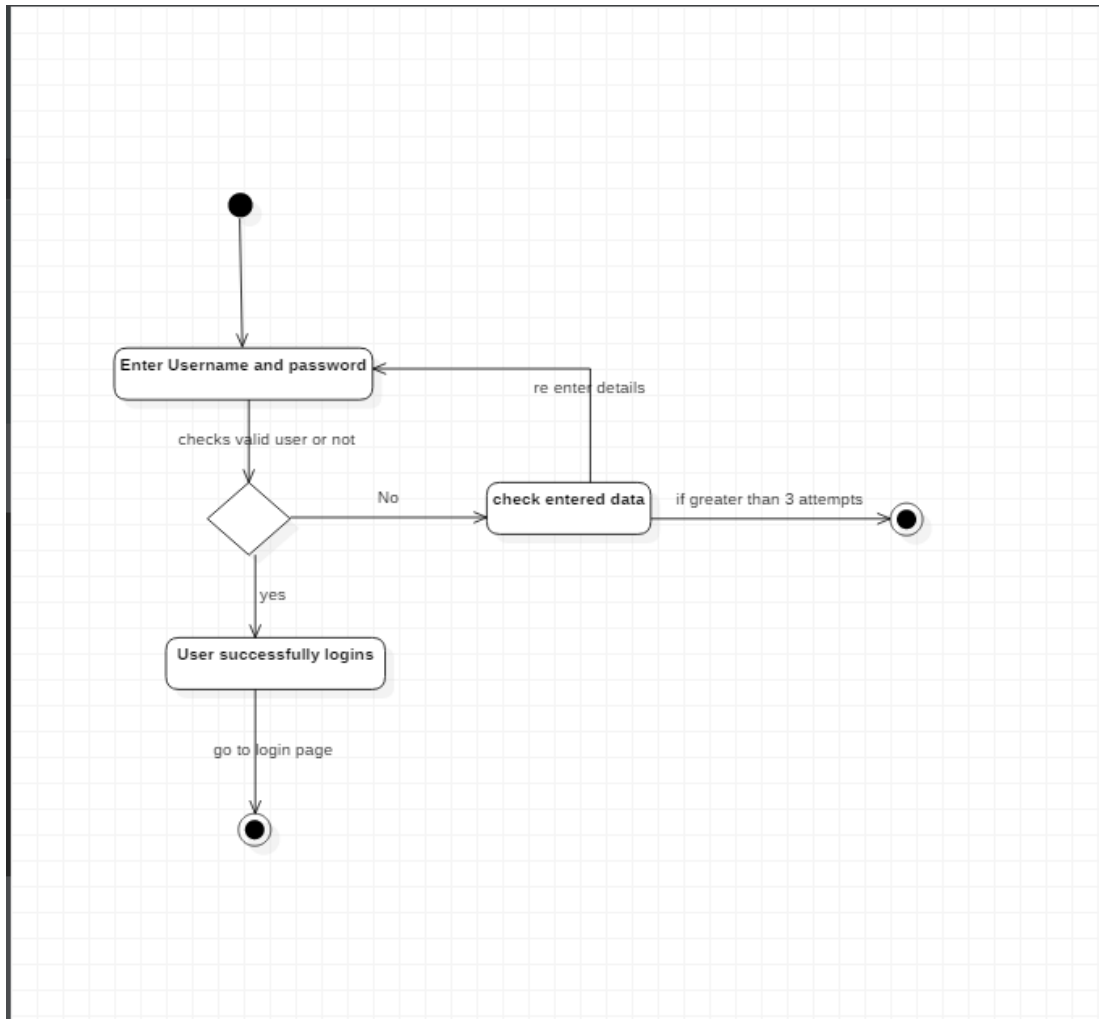 Enter Username and password
re enter details
checks valid user or not
No
check entered data
if greater than 3 attempts
yes
User successfully logins
go to login page